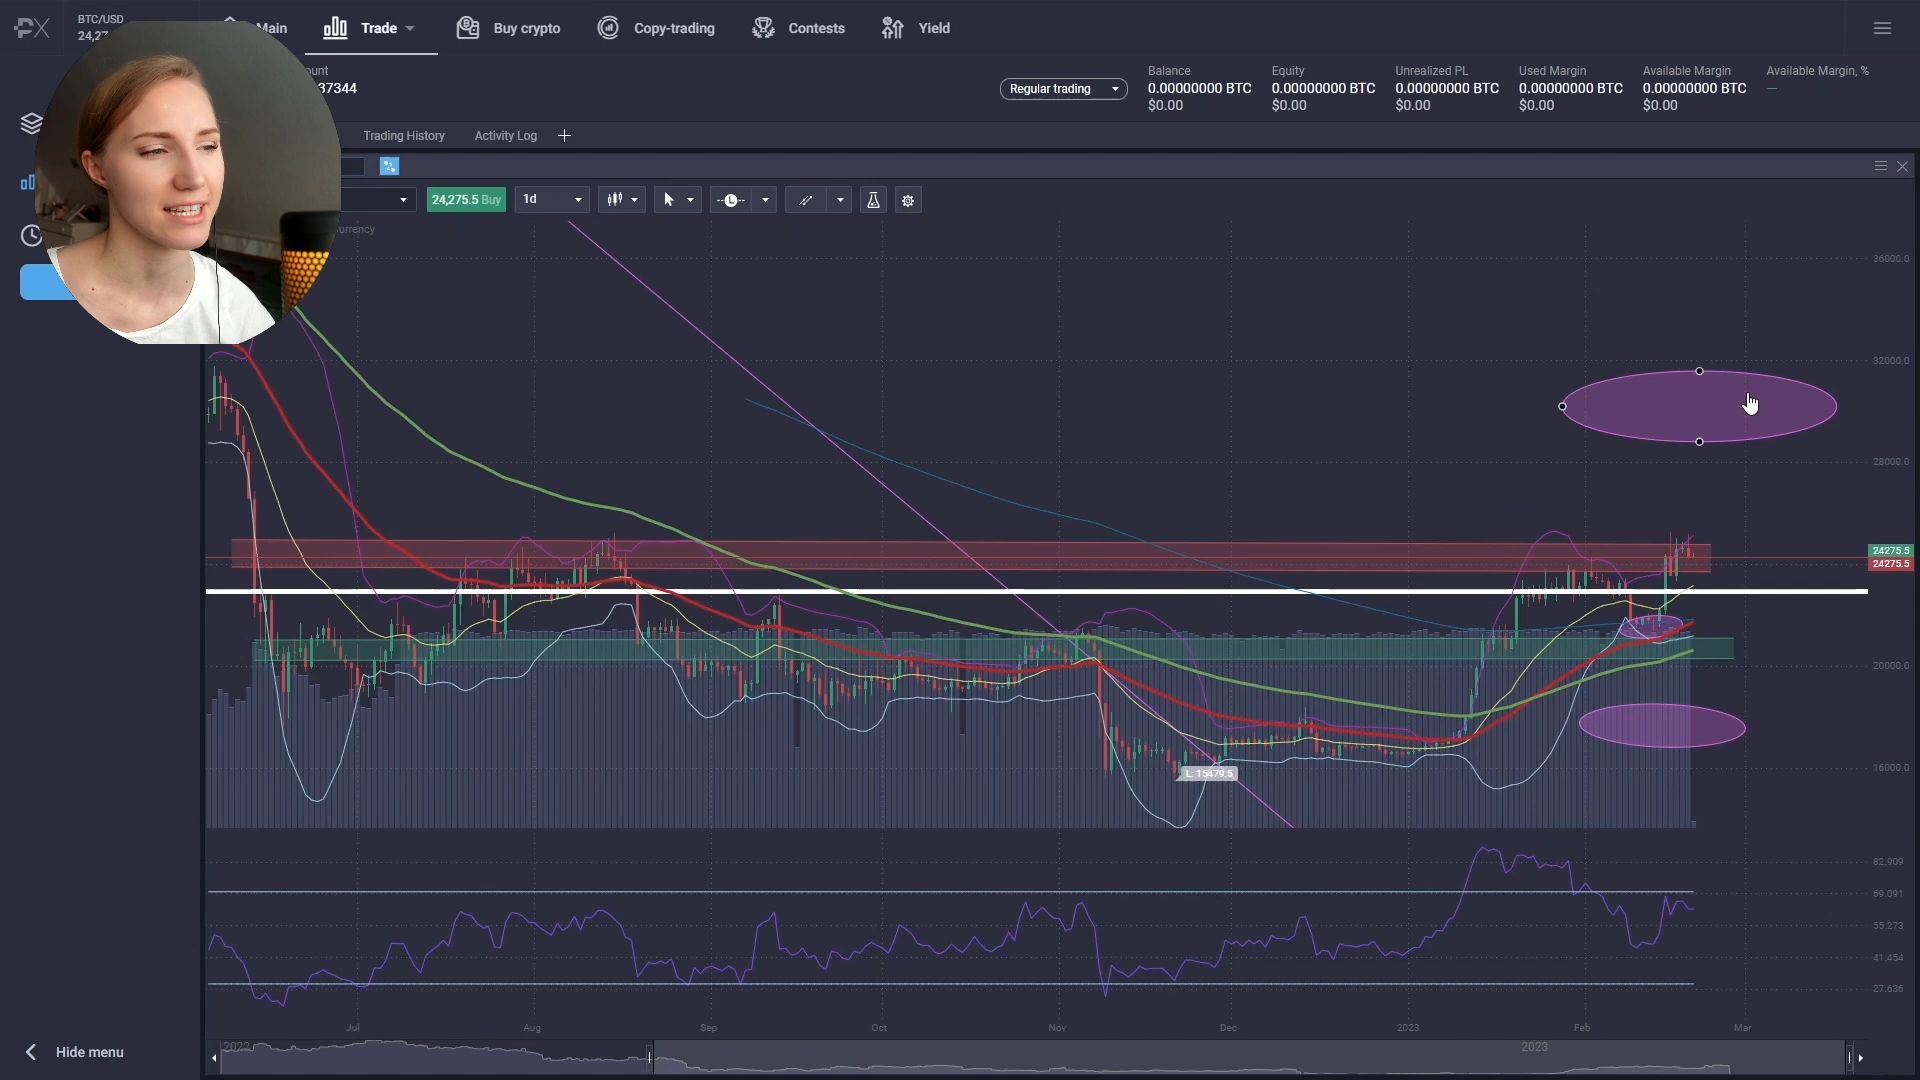 BTC/USD
24,27
Main
Trade
Buy crypto
Copy-trading
Contests
Yield
ount
37344
Regular trading
Balance
0.00000000 BTC
$0.00
Equity
0.00000000 BTC
$0.00
Unrealized PL
0.00000000 BTC
$0.00
Used Margin
0.00000000 BTC
$0.00
Available Margin
0.00000000 BTC
$0.00
Available Margin, %
—
Trading History
Activity Log
24,275.5 Buy
1d
L
urrency
36000.0
32000.0
28000.0
24275.5
24275.5
20000.0
16000.0
L: 15479.5
82.909
69.091
55.273
41.454
27.636
Jul
Aug
Sep
Oct
Nov
Dec
2023
Feb
Mar
2022
2023
Hide menu